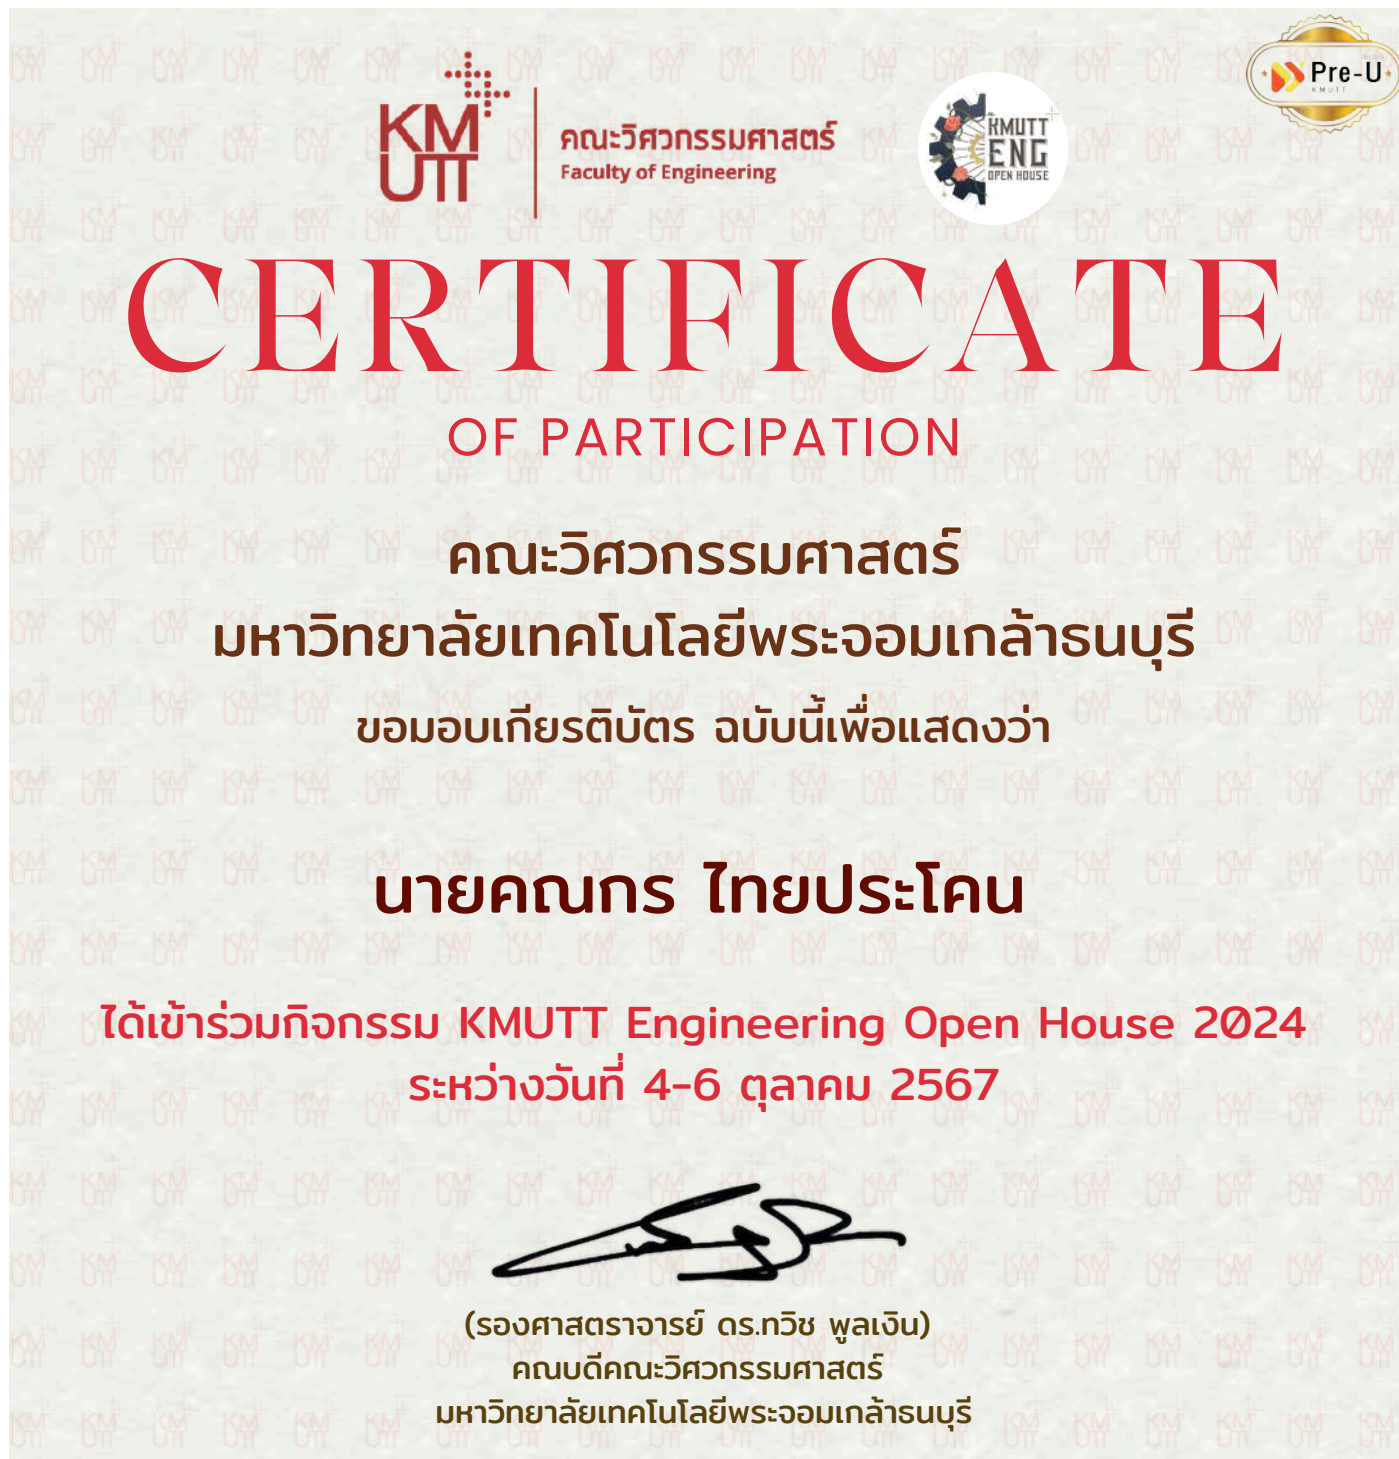 KM
UTT
คณะวิศวกรรมศาสตร์
Faculty of Engineering
KMUTT
ENG
OPEN HOUSE
Pre-U
KMUTT
CERTIFICATE
OF PARTICIPATION
คณะวิศวกรรมศาสตร์
มหาวิทยาลัยเทคโนโลยีพระจอมเกล้าธนบุรี
ขอมอบเกียรติบัตร ฉบับนี้เพื่อแสดงว่า
นายคณกร ไทยประโคน
ได้เข้าร่วมกิจกรรม KMUTT Engineering Open House 2024
ระหว่างวันที่ 4-6 ตุลาคม 2567
(รองศาสตราจารย์ ดร.ทวิช พูลเงิน)
คณบดีคณะวิศวกรรมศาสตร์
มหาวิทยาลัยเทคโนโลยีพระจอมเกล้าธนบุรี